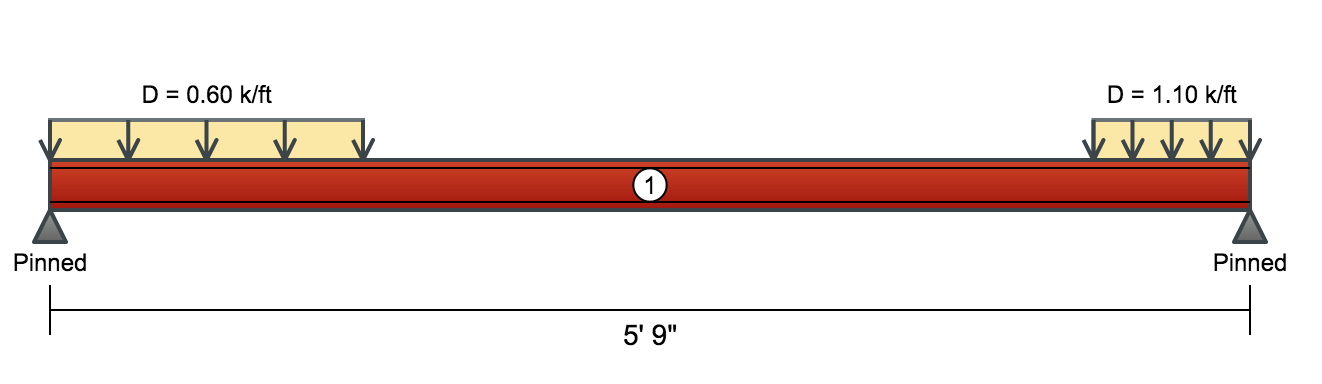 D = 0.60 k/ft
D = 1.10 k/ft
1
Pinned
Pinned
5' 9"